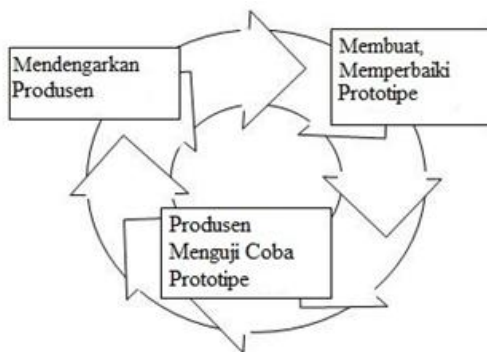 Mendengarkan
Produsen
Membuat,
Memperbaiki
Prototipe
Produsen
Menguji Coba
Prototipe